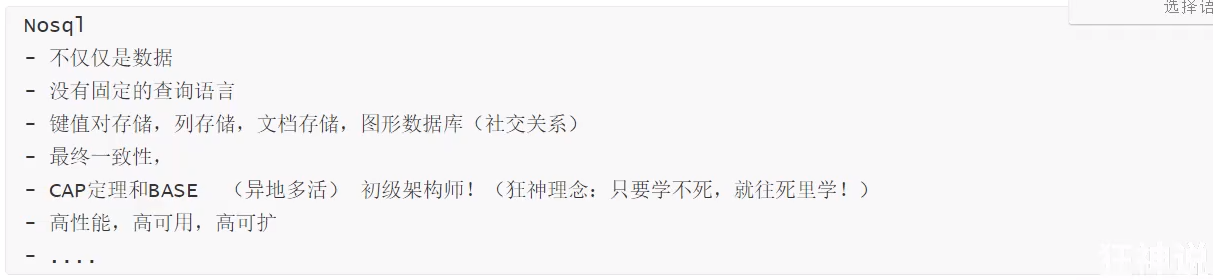 选择语
Nosql
- 不仅仅是数据
- 没有固定的查询语言
- 键值对存储，列存储，文档存储，图形数据库（社交关系）
- 最终一致性，
- CAP定理和BASE （异地多活） 初级架构师！（狂神理念：只要学不死，就往死里学！）
- 高性能，高可用，高可扩
- ....
狂神说